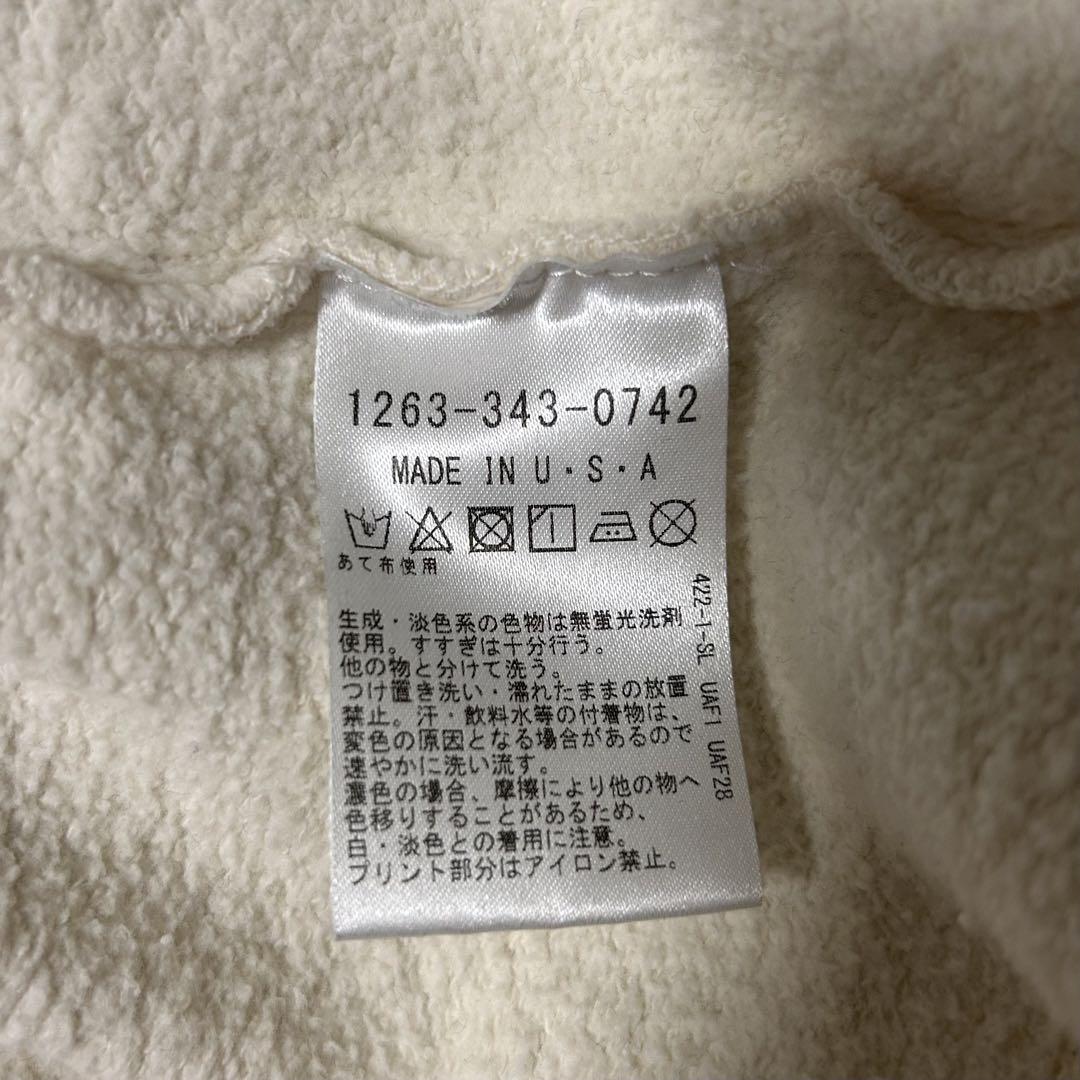 1263-343-0742
MADE IN U・S・A
あて布使用
生成・淡色系の色物は無蛍光洗剤
使用。すすぎは十分行う。
他の物と分けて洗う。
つけ置き洗い・濡れたままの放置
禁止。汗・飲料水等の付着物は、
変色の原因となる場合があるので
速やかに洗い流す。
濃色の場合、摩擦により他の物へ
色移りすることがあるため、
白・淡色との着用に注意。
プリント部分はアイロン禁止。
422-1-SL UAF1 UAF28